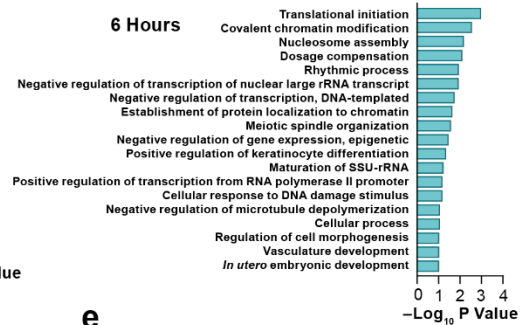 6 Hours
Translational initiation
Covalent chromatin modification
Nucleosome assembly
Dosage compensation
Rhythmic process
Negative regulation of transcription of nuclear large rRNA transcript
Negative regulation of transcription, DNA-templated
Establishment of protein localization to chromatin
Meiotic spindle organization
Negative regulation of gene expression, epigenetic
Positive regulation of keratinocyte differentiation
Maturation of SSU-rRNA
Positive regulation of transcription from RNA polymerase II promoter
Cellular response to DNA damage stimulus
Negative regulation of microtubule depolymerization
Cellular process
Regulation of cell morphogenesis
Vasculature development
In utero embryonic development
0 1 2 3 4
–Log10 P Value
e